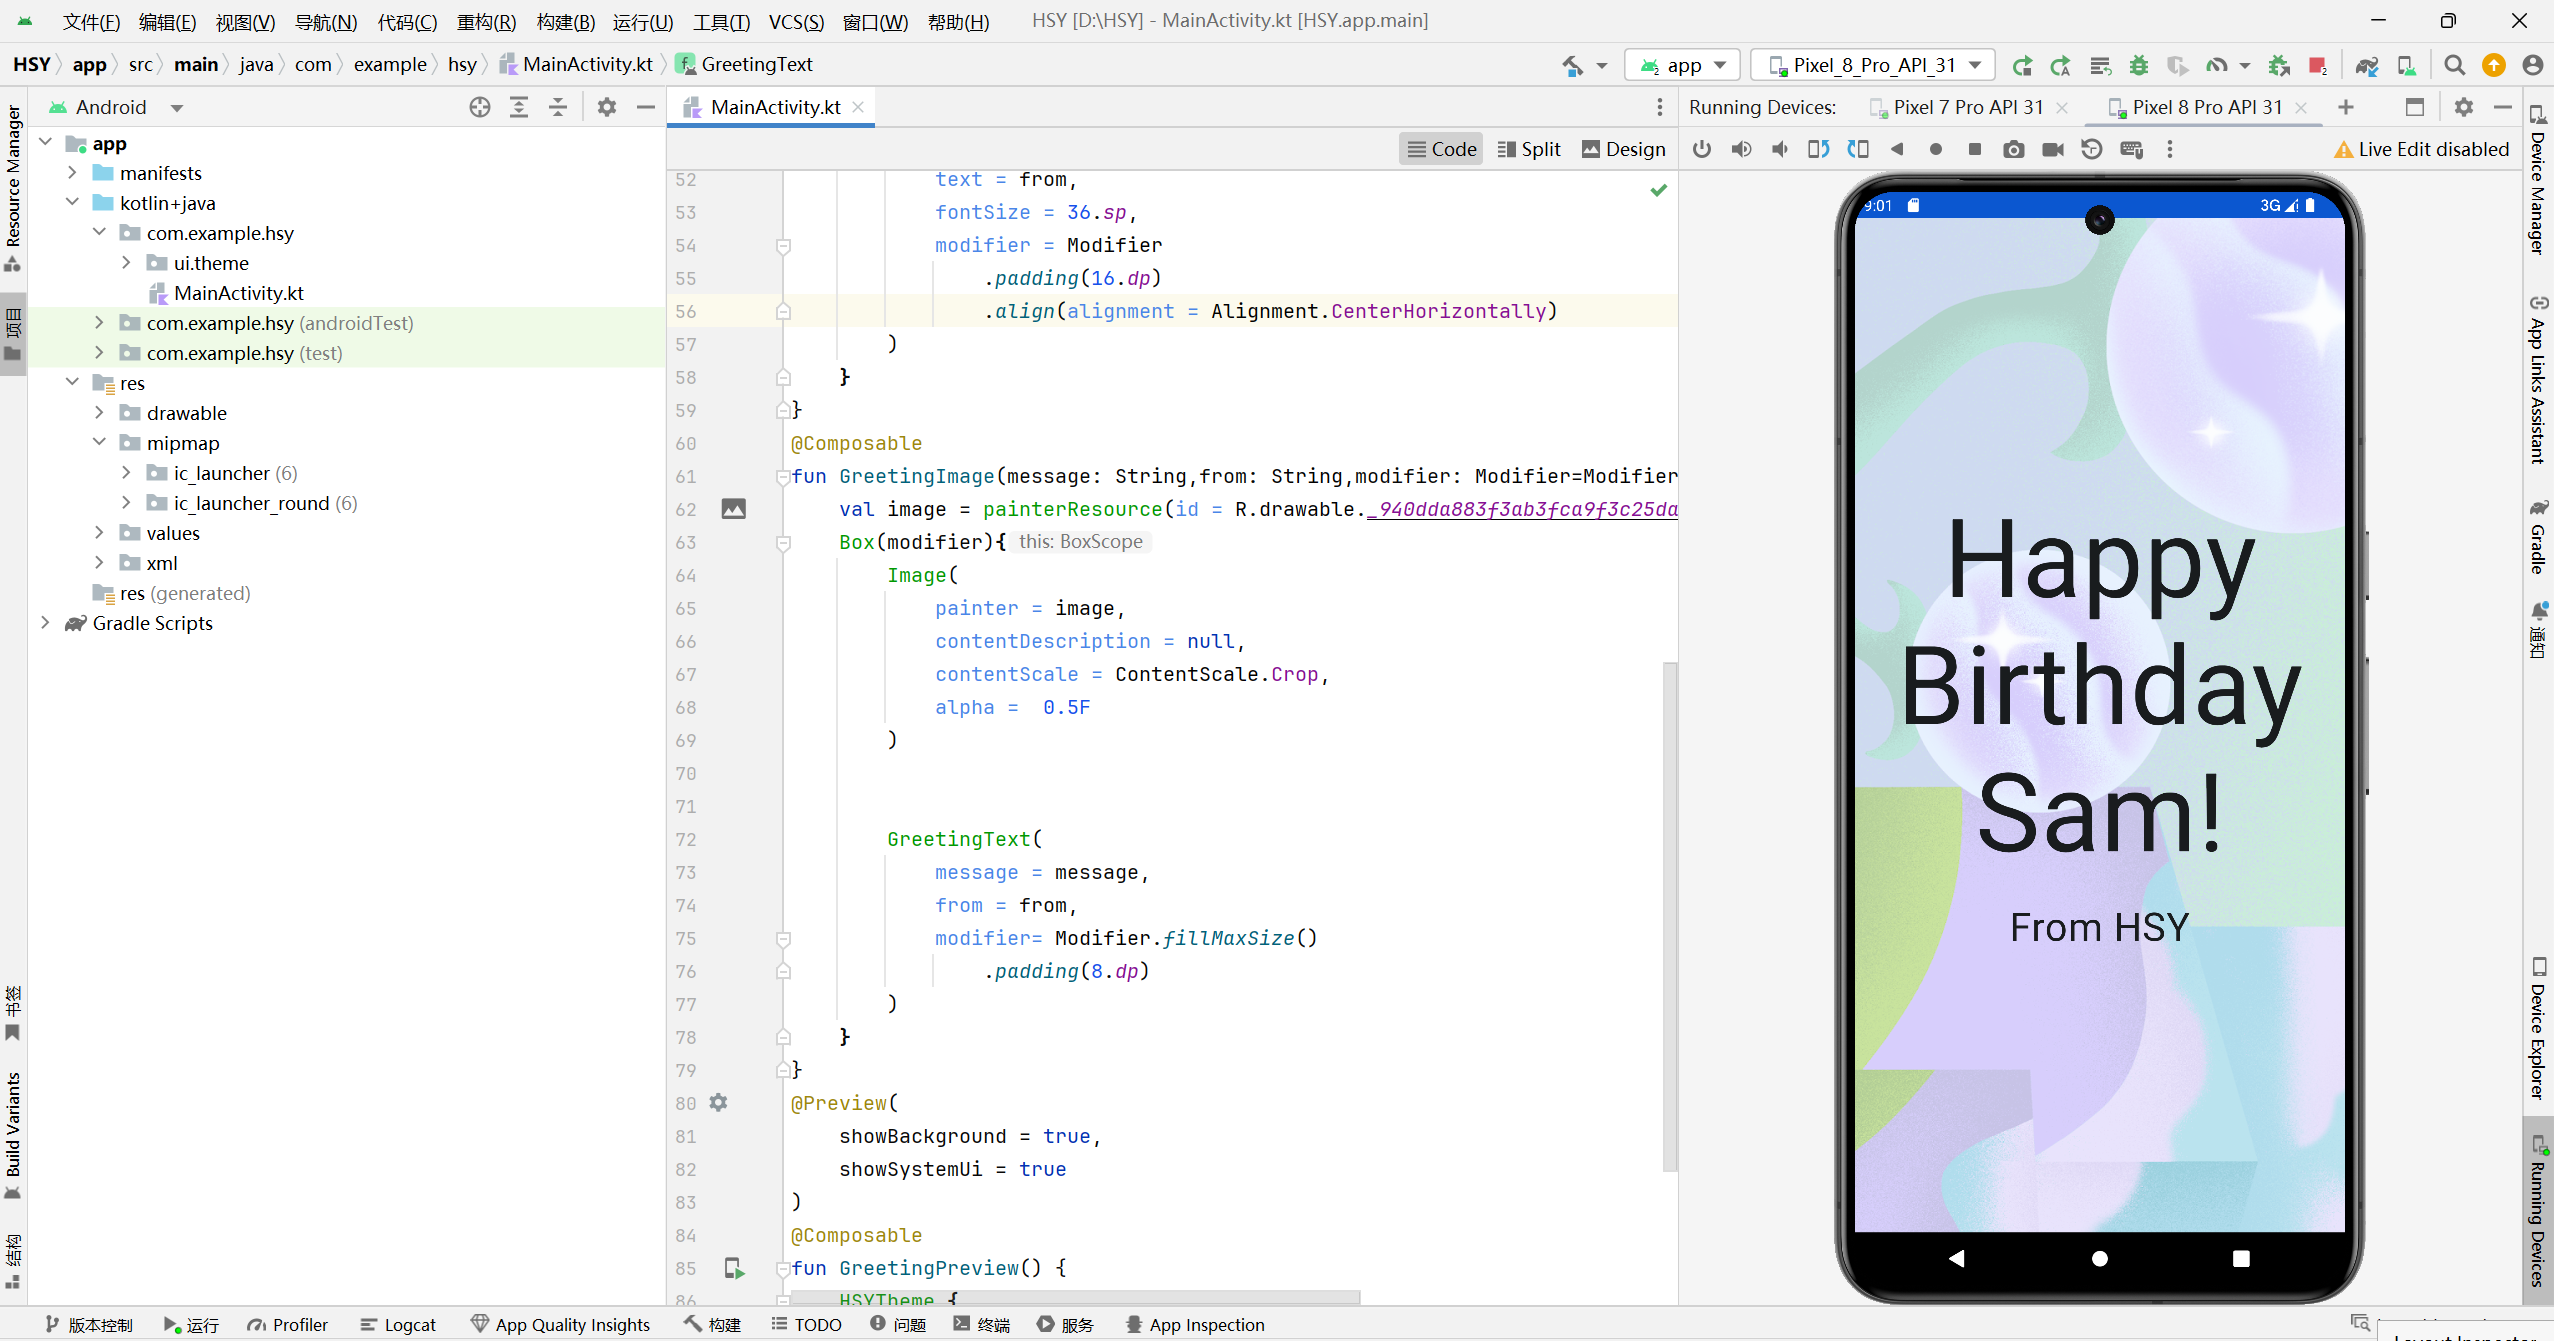 文件(F) 编辑(E) 视图(V) 导航(N) 代码(C) 重构(R) 构建(B) 运行(U) 工具(T) VCS(S) 窗口(W) 帮助(H) HSY [D:\HSY] - MainActivity.kt [HSY.app.main]
HSY app src main java com example hsy MainActivity.kt GreetingText app Pixel_8_Pro_API_31
Android
MainActivity.kt
Running Devices: Pixel 7 Pro API 31 Pixel 8 Pro API 31
Code Split Design
Live Edit disabled
Resource Manager
项目
书签
Build Variants
结构
app
manifests
kotlin+java
com.example.hsy
ui.theme
MainActivity.kt
com.example.hsy (androidTest)
com.example.hsy (test)
res
drawable
mipmap
ic_launcher (6)
ic_launcher_round (6)
values
xml
res (generated)
Gradle Scripts
52 text = from,
53 fontSize = 36.sp,
54 modifier = Modifier
55 .padding(16.dp)
56 .align(alignment = Alignment.CenterHorizontally)
57 )
58 }
59 }
60 @Composable
61 fun GreetingImage(message: String,from: String,modifier: Modifier=Modifier
62 val image = painterResource(id = R.drawable._940dda883f3ab3fca9f3c25da
63 Box(modifier){ this: BoxScope
64 Image(
65 painter = image,
66 contentDescription = null,
67 contentScale = ContentScale.Crop,
68 alpha = 0.5F
69 )
70
71
72 GreetingText(
73 message = message,
74 from = from,
75 modifier= Modifier.fillMaxSize()
76 .padding(8.dp)
77 )
78 }
79 }
80 @Preview(
81 showBackground = true,
82 showSystemUi = true
83 )
84 @Composable
85 fun GreetingPreview() {
86 HSYTheme {
9:01 3G
Happy
Birthday
Sam!
From HSY
Device Manager
App Links Assistant
Gradle
通知
Device Explorer
Running Devices
版本控制 运行 Profiler Logcat App Quality Insights 构建 TODO 问题 终端 服务 App Inspection